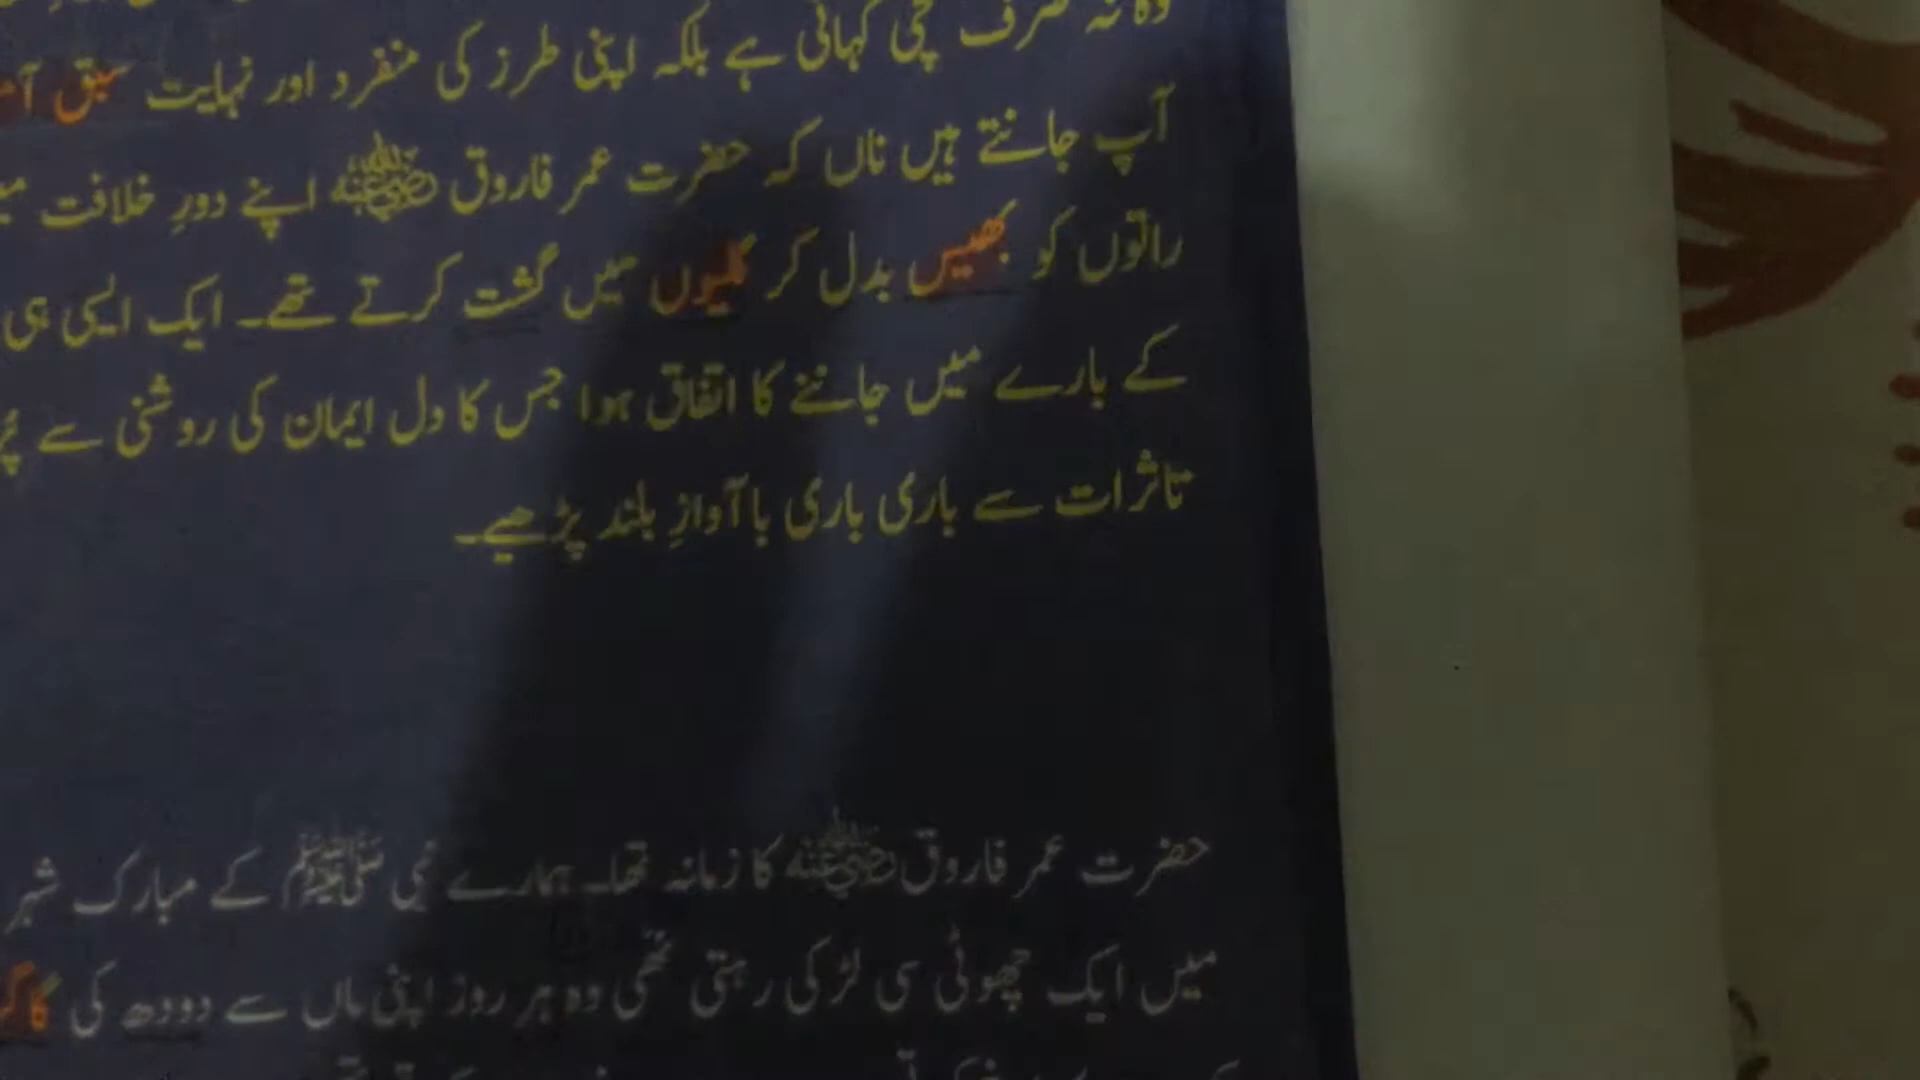 وہ نہ صرف سچی کہانی ہے بلکہ اپنی طرز کی منفرد اور نہایت سبق
آپ جانتے ہیں ناں کہ حضرت عمر فاروق رضی اللہ عنہ اپنے دورِ خلافت
راتوں کو بھیس بدل کر گلیوں میں گشت کرتے تھے۔ ایک ایسی ہی
کے بارے میں جاننے کا اتفاق ہوا جس کا دل ایمان کی روشنی سے
تاثرات سے باری باری باآوازِ بلند پڑھیے۔
حضرت عمر فاروق رضی اللہ عنہ کا زمانہ تھا۔ ہمارے نبی ﷺ کے مبارک شہر
میں ایک چھوٹی سی لڑکی رہتی تھی وہ ہر روز اپنی ماں سے دودھ کی